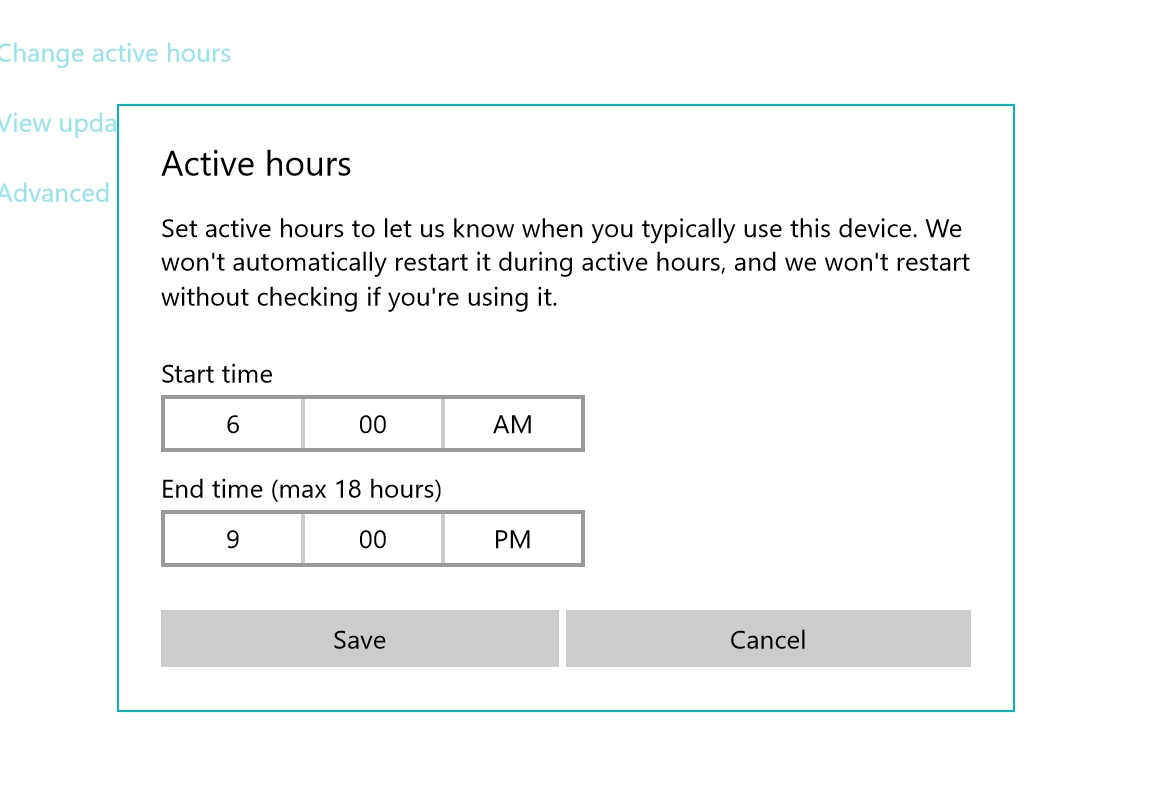 Change active hours
View upda
Advanced
Active hours
Set active hours to let us know when you typically use this device. We
won't automatically restart it during active hours, and we won't restart
without checking if you're using it.
Start time
6 00 AM
End time (max 18 hours)
9 00 PM
Save Cancel